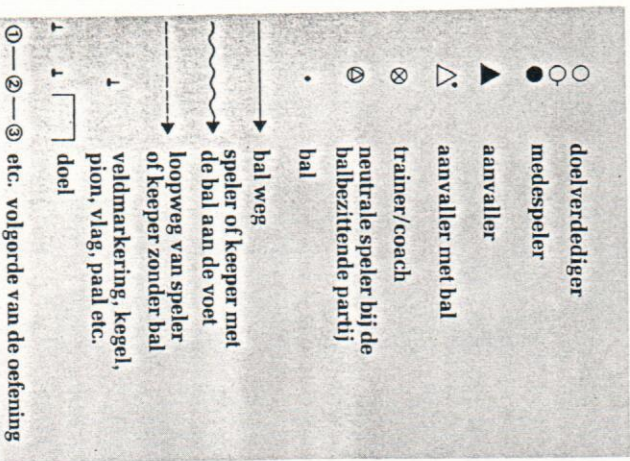 doelverdediger
medespeler
aanvaller
aanvaller met bal
trainer/coach
neutrale speler bij de
balbezittende partij
bal
bal weg
speler of keeper met
de bal aan de voet
loopweg van speler
of keeper zonder bal
veldmarkering, kegel,
pion, vlag, paal etc.
doel
① — ② — ③ etc. volgorde van de oefening